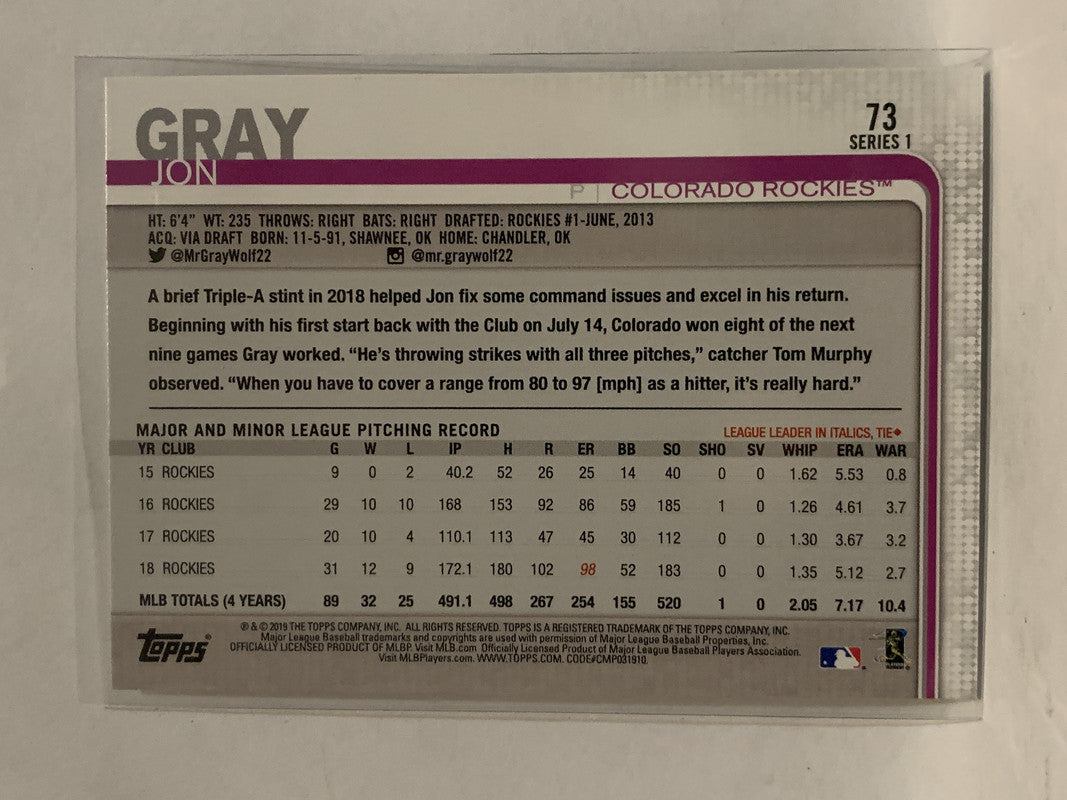 GRAY
JON
73
SERIES 1
P | COLORADO ROCKIES™
HT: 6'4" WT: 235 THROWS: RIGHT BATS: RIGHT DRAFTED: ROCKIES #1-JUNE, 2013
ACQ: VIA DRAFT BORN: 11-5-91, SHAWNEE, OK HOME: CHANDLER, OK
@MrGrayWolf22 @mr.graywolf22
A brief Triple-A stint in 2018 helped Jon fix some command issues and excel in his return.
Beginning with his first start back with the Club on July 14, Colorado won eight of the next
nine games Gray worked. “He’s throwing strikes with all three pitches,” catcher Tom Murphy
observed. “When you have to cover a range from 80 to 97 [mph] as a hitter, it’s really hard.”
MAJOR AND MINOR LEAGUE PITCHING RECORD LEAGUE LEADER IN ITALICS, TIE◆
YR CLUB G W L IP H R ER BB SO SHO SV WHIP ERA WAR
15 ROCKIES 9 0 2 40.2 52 26 25 14 40 0 0 1.62 5.53 0.8
16 ROCKIES 29 10 10 168 153 92 86 59 185 1 0 1.26 4.61 3.7
17 ROCKIES 20 10 4 110.1 113 47 45 30 112 0 0 1.30 3.67 3.2
18 ROCKIES 31 12 9 172.1 180 102 98 52 183 0 0 1.35 5.12 2.7
MLB TOTALS (4 YEARS) 89 32 25 491.1 498 267 254 155 520 1 0 2.05 7.17 10.4
Topps®
® & © 2019 THE TOPPS COMPANY, INC. ALL RIGHTS RESERVED. TOPPS IS A REGISTERED TRADEMARK OF THE TOPPS COMPANY, INC.
Major League Baseball trademarks and copyrights are used with permission of Major League Baseball Properties, Inc.
OFFICIALLY LICENSED PRODUCT OF MLBP. Visit MLB.com Officially Licensed Product of Major League Baseball Players Association.
Visit MLBPlayers.com. WWW.TOPPS.COM. CODE#CMP031910.